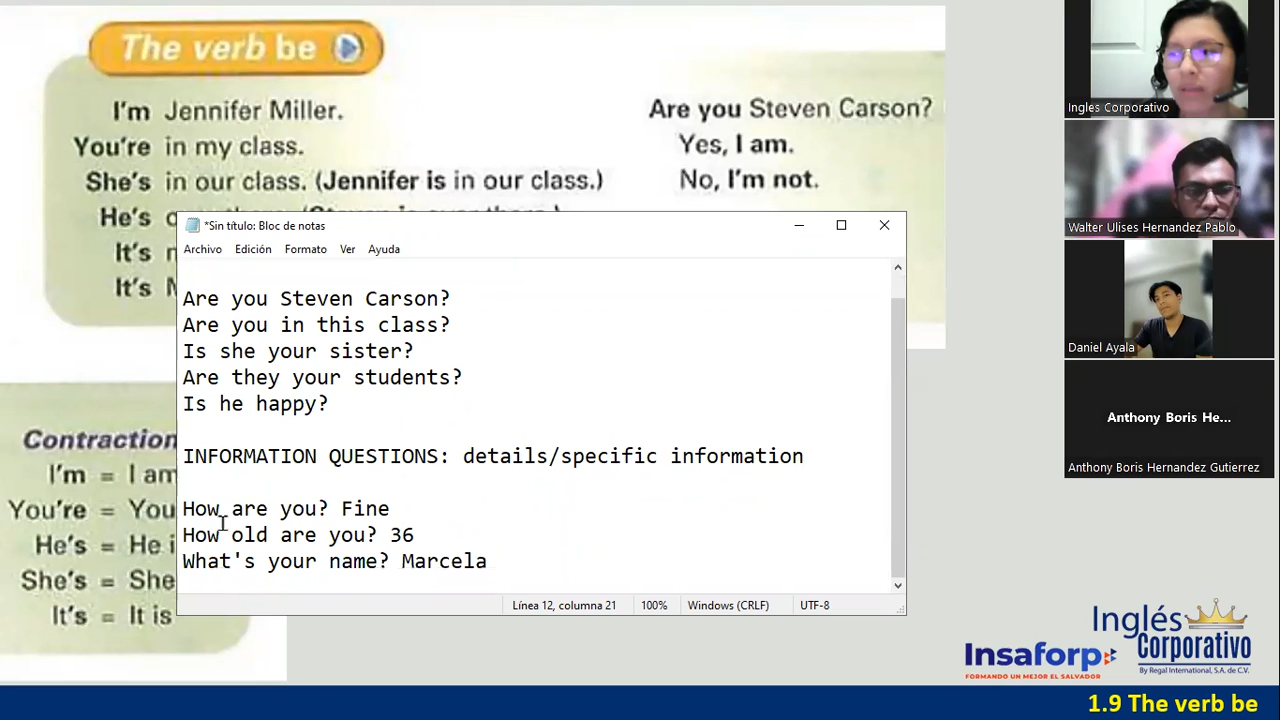 The verb be
I'm Jennifer Miller.
You're in my class.
She's in our class. (Jennifer is in our class.)
He's
It's
It's
Are you Steven Carson?
Yes, I am.
No, I'm not.
*Sin título: Bloc de notas
Archivo Edición Formato Ver Ayuda
Are you Steven Carson?
Are you in this class?
Is she your sister?
Are they your students?
Is he happy?
INFORMATION QUESTIONS: details/specific information
How are you? Fine
How old are you? 36
What's your name? Marcela
Línea 12, columna 21 100% Windows (CRLF) UTF-8
Contraction
I'm = I am
You're = You
He's = He i
She's = She
It's = It is
Ingles Corporativo
Walter Ulises Hernandez Pablo
Daniel Ayala
Anthony Boris He...
Anthony Boris Hernandez Gutierrez
Insaforp
FORMANDO UN MEJOR EL SALVADOR
Inglés
Corporativo
By Regal International, S.A. de C.V.
1.9 The verb be